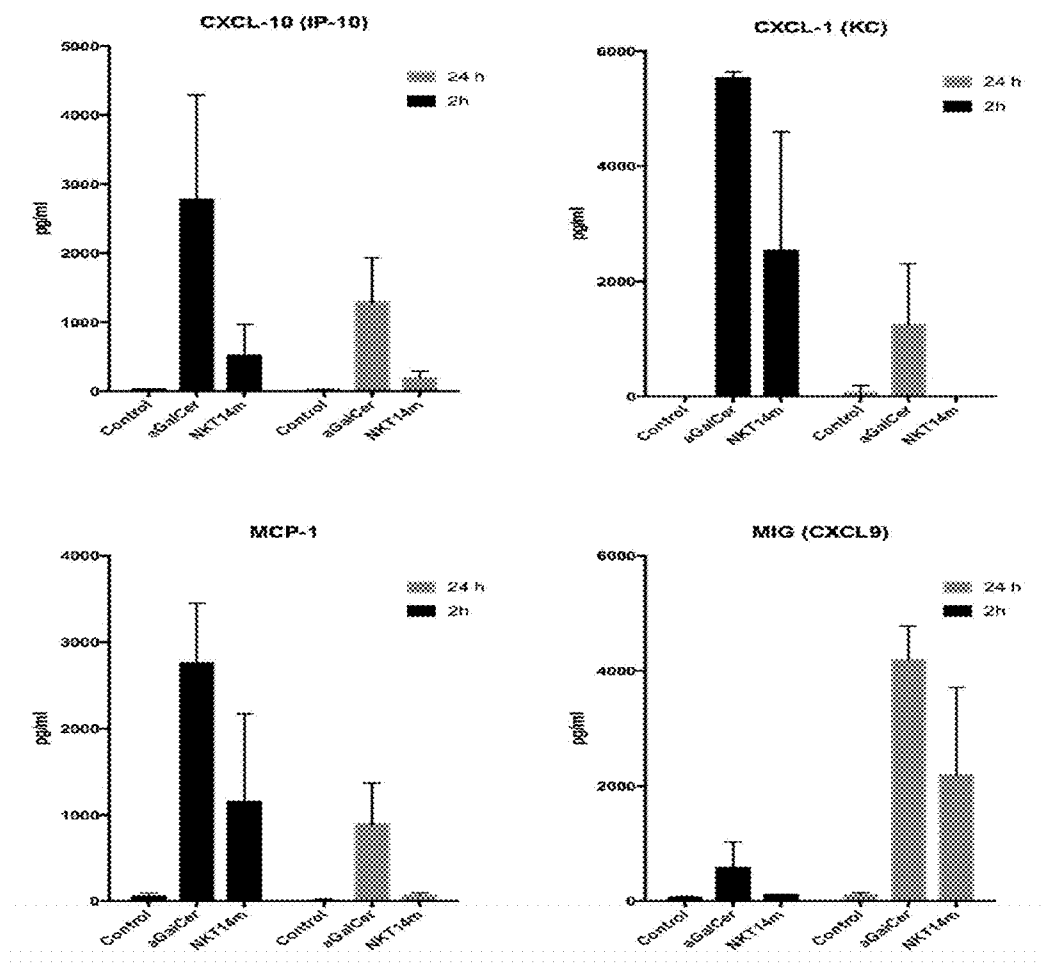 CXCL-10 (IP-10)
5000
4000
3000
2000
1000
0
pg/ml
24 h
2h
Control
aGalCer
NKT14m
Control
aGalCer
NKT14m
CXCL-1 (KC)
6000
4000
2000
0
pg/ml
24 h
2h
Control
aGalCer
NKT14m
Control
aGalCer
NKT14m
MCP-1
4000
3000
2000
1000
0
pg/ml
24 h
2h
Control
aGalCer
NKT14m
Control
aGalCer
NKT14m
MIG (CXCL9)
6000
4000
2000
0
pg/ml
24 h
2h
Control
aGalCer
NKT14m
Control
aGalCer
NKT14m